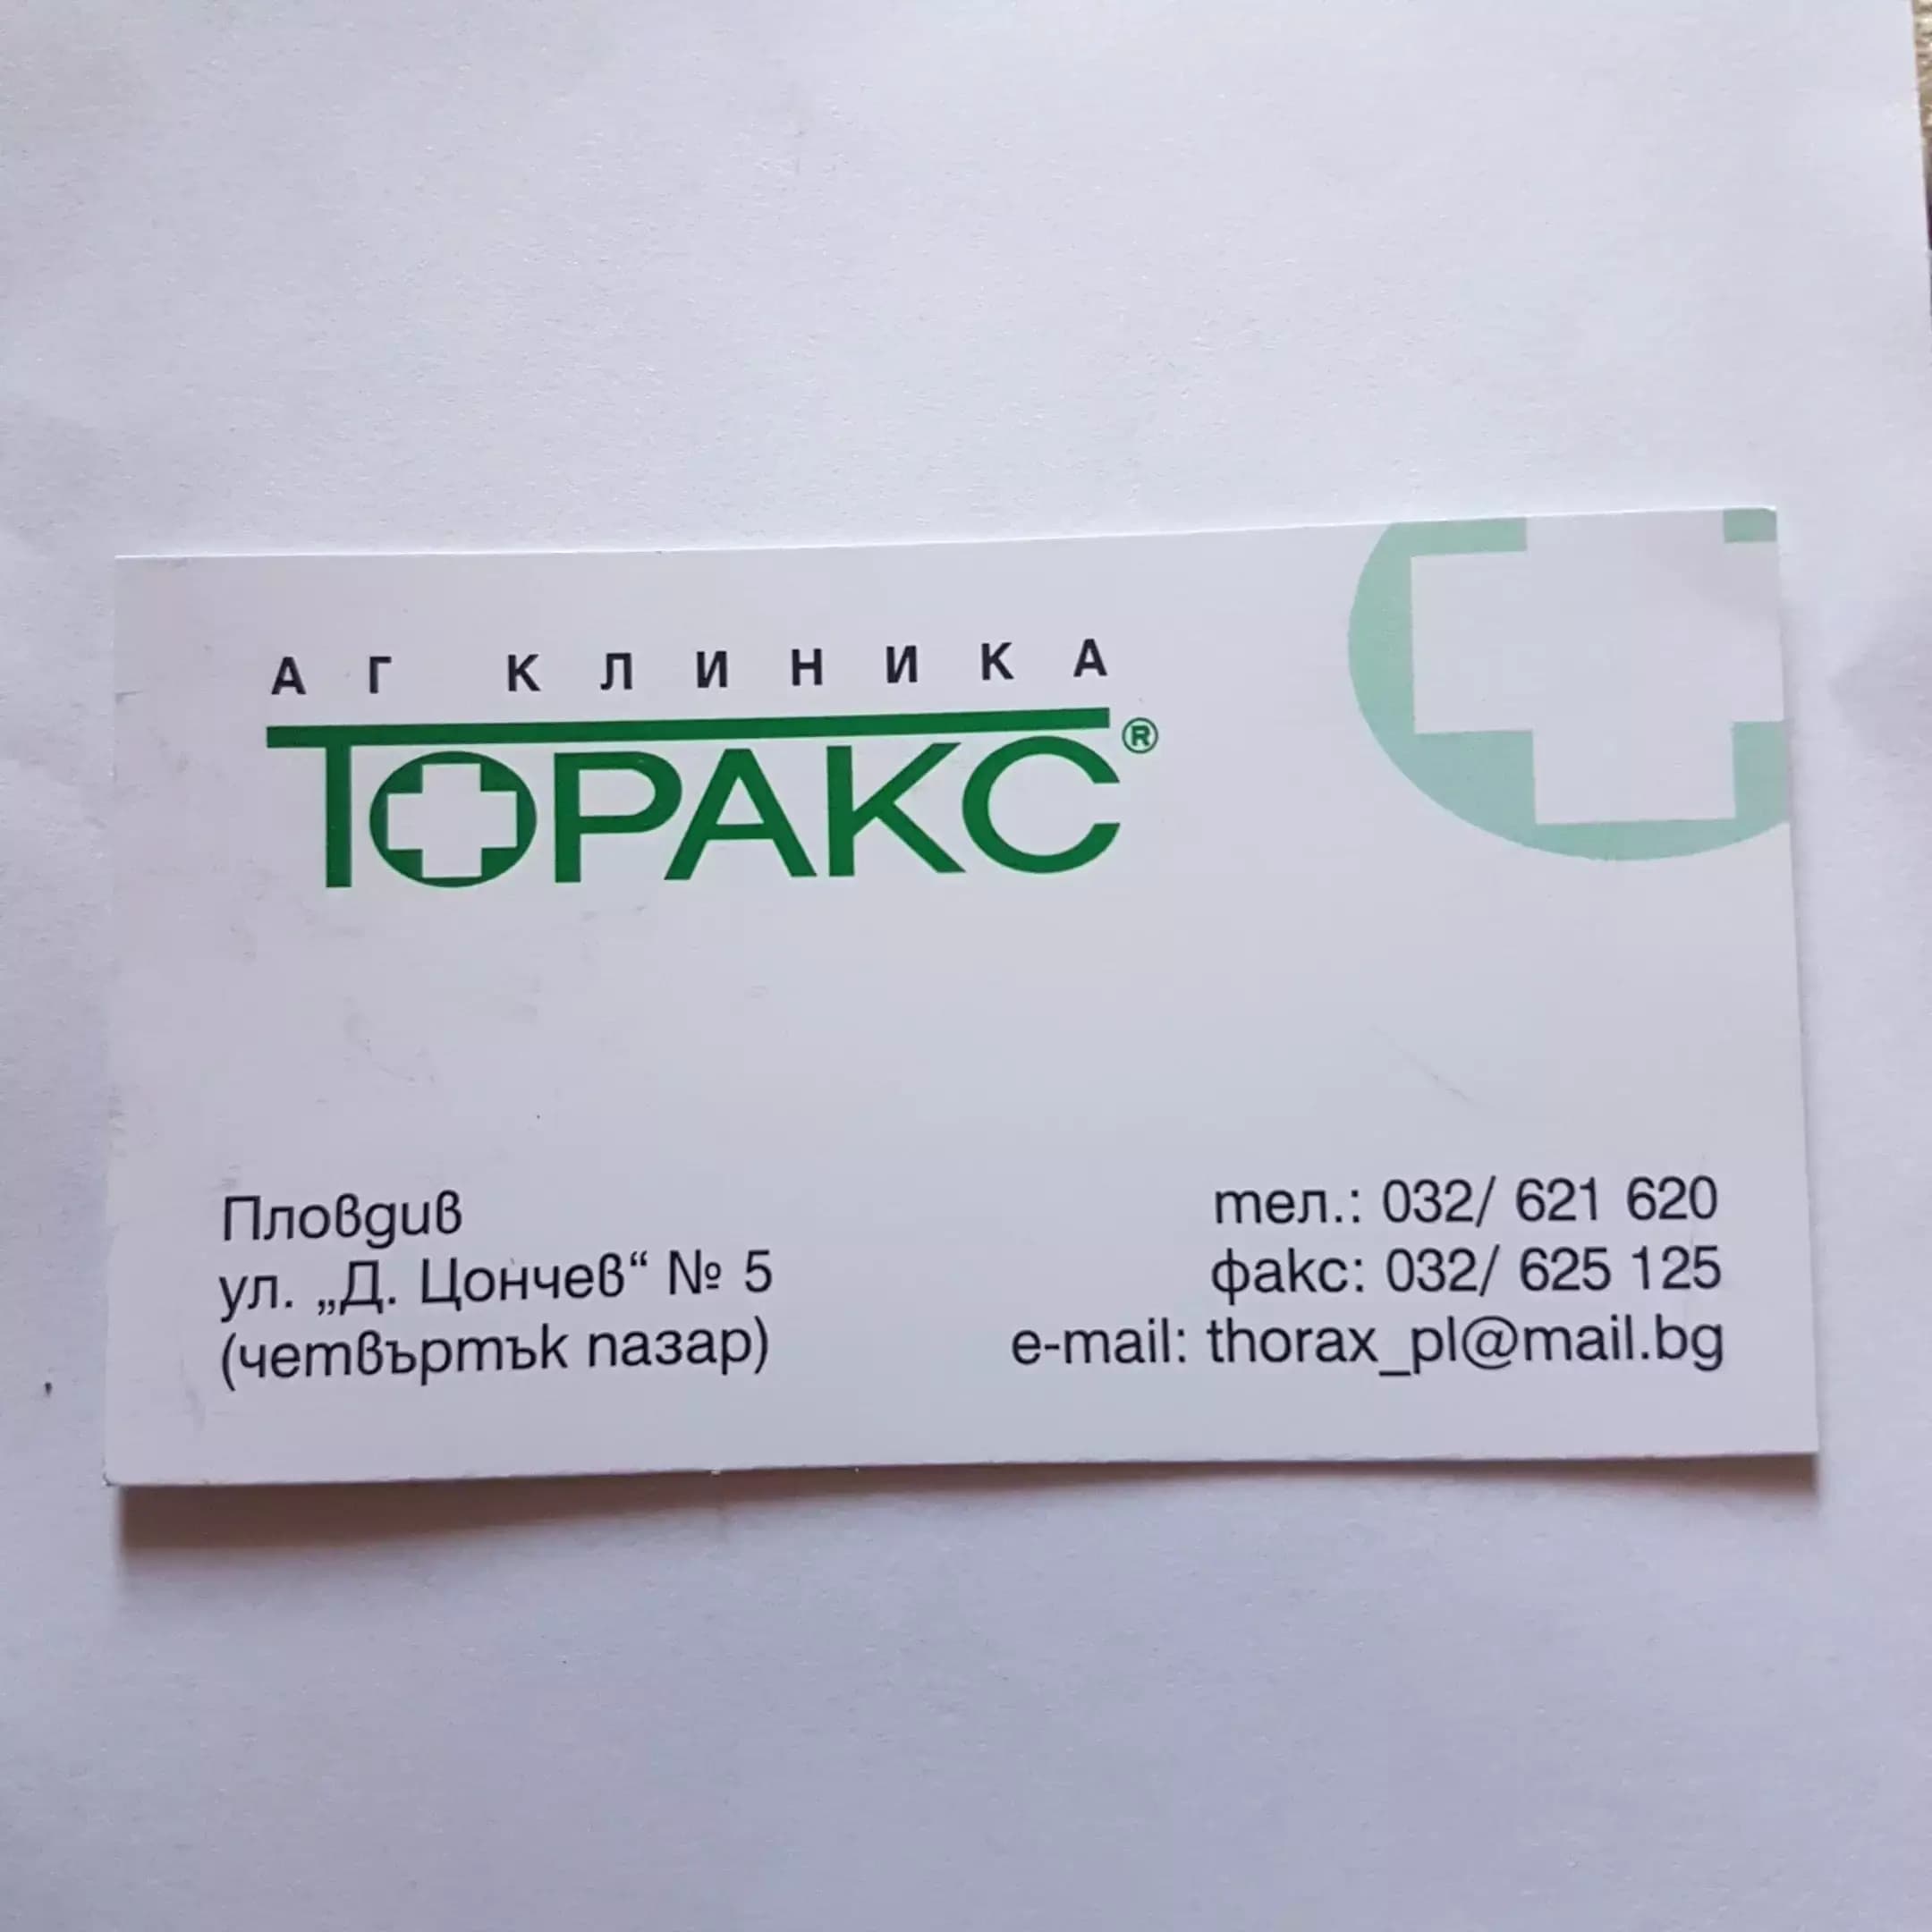 АГ КЛИНИКА
ТОРАКС®
Пловдив
ул. „Д. Цончев“ № 5
(четвъртък пазар)
тел.: 032/ 621 620
факс: 032/ 625 125
e-mail: thorax_pl@mail.bg